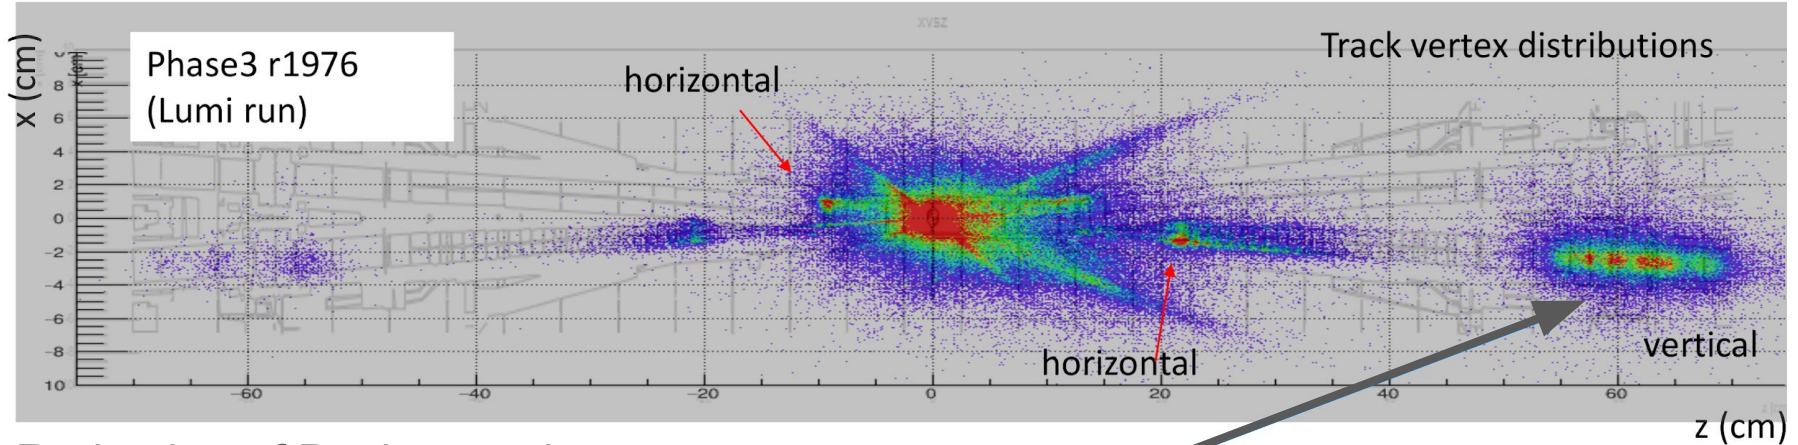 XVSZ
Track vertex distributions
x (cm)
Phase3 r1976
(Lumi run)
horizontal
8
6
4
2
0
-2
-4
-6
-8
10
horizontal
vertical
-60
-40
-20
0
20
40
60
z (cm)